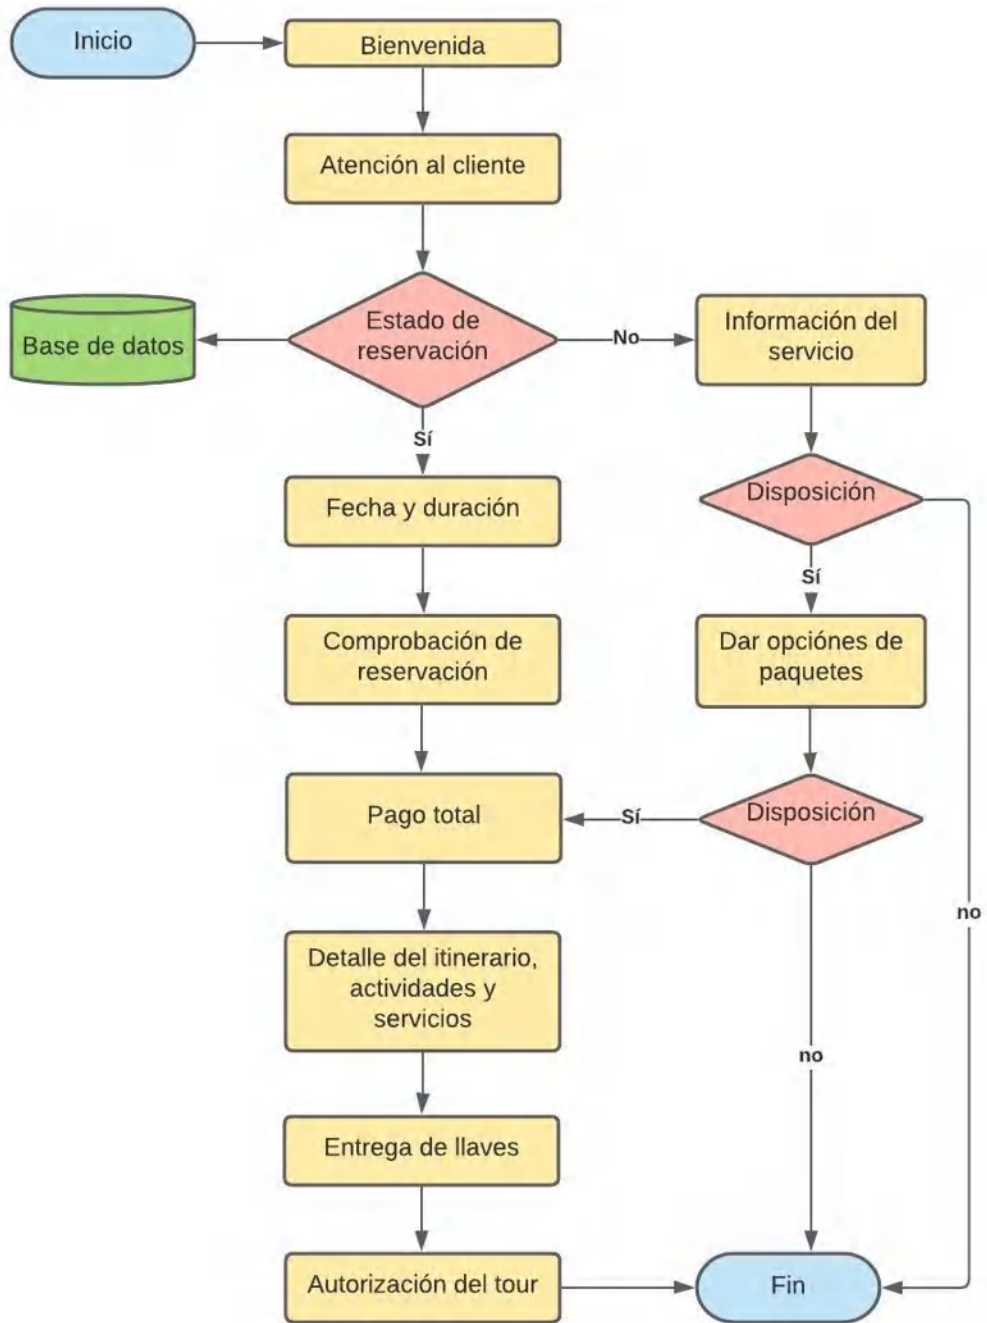 Inicio
Bienvenida
Atención al cliente
Estado de
reservación
Base de datos
No
Información del
servicio
Sí
Disposición
Fecha y duración
Sí
Comprobación de
reservación
Dar opciónes de
paquetes
Pago total
Sí
Disposición
no
Detalle del itinerario,
actividades y
servicios
no
Entrega de llaves
Autorización del tour
Fin